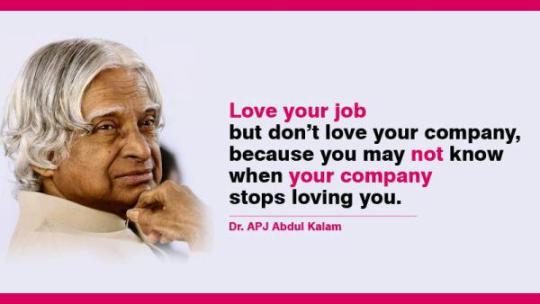 Love your job
but don't love your company,
because you may not know
when your company
stops loving you.
Dr. APJ Abdul Kalam